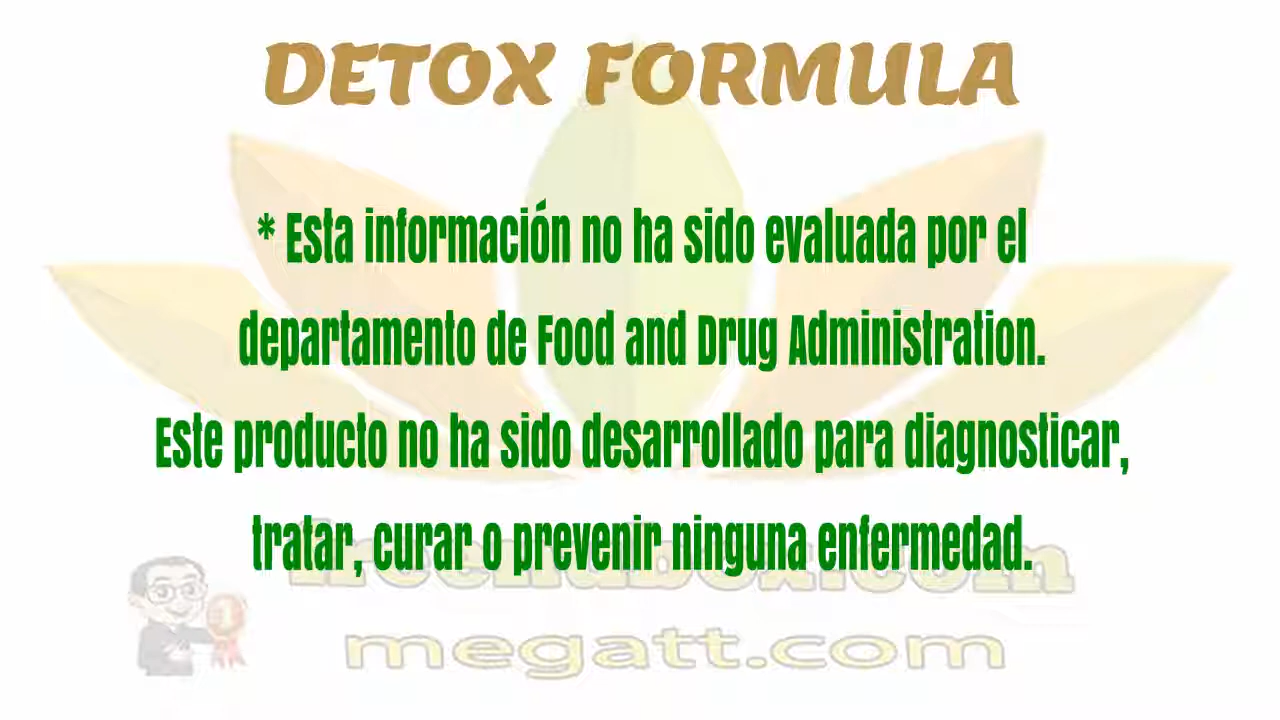 DETOX FORMULA
* Esta información no ha sido evaluada por el
departamento de Food and Drug Administration.
Este producto no ha sido desarrollado para diagnosticar,
tratar, curar o prevenir ninguna enfermedad.
megatt.com